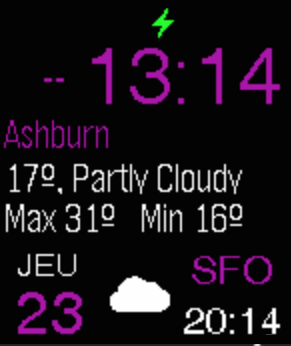 -- 13:14
Ashburn
17º, Partly Cloudy
Max 31º Min 16º
JEU SFO
23 20:14